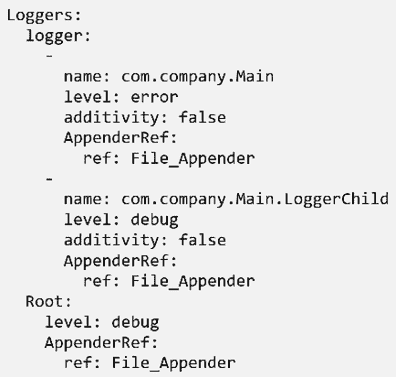 Loggers:
  logger:
    -
      name: com.company.Main
      level: error
      additivity: false
      AppenderRef:
        ref: File_Appender
    -
      name: com.company.Main.LoggerChild
      level: debug
      additivity: false
      AppenderRef:
        ref: File_Appender
  Root:
    level: debug
    AppenderRef:
      ref: File_Appender